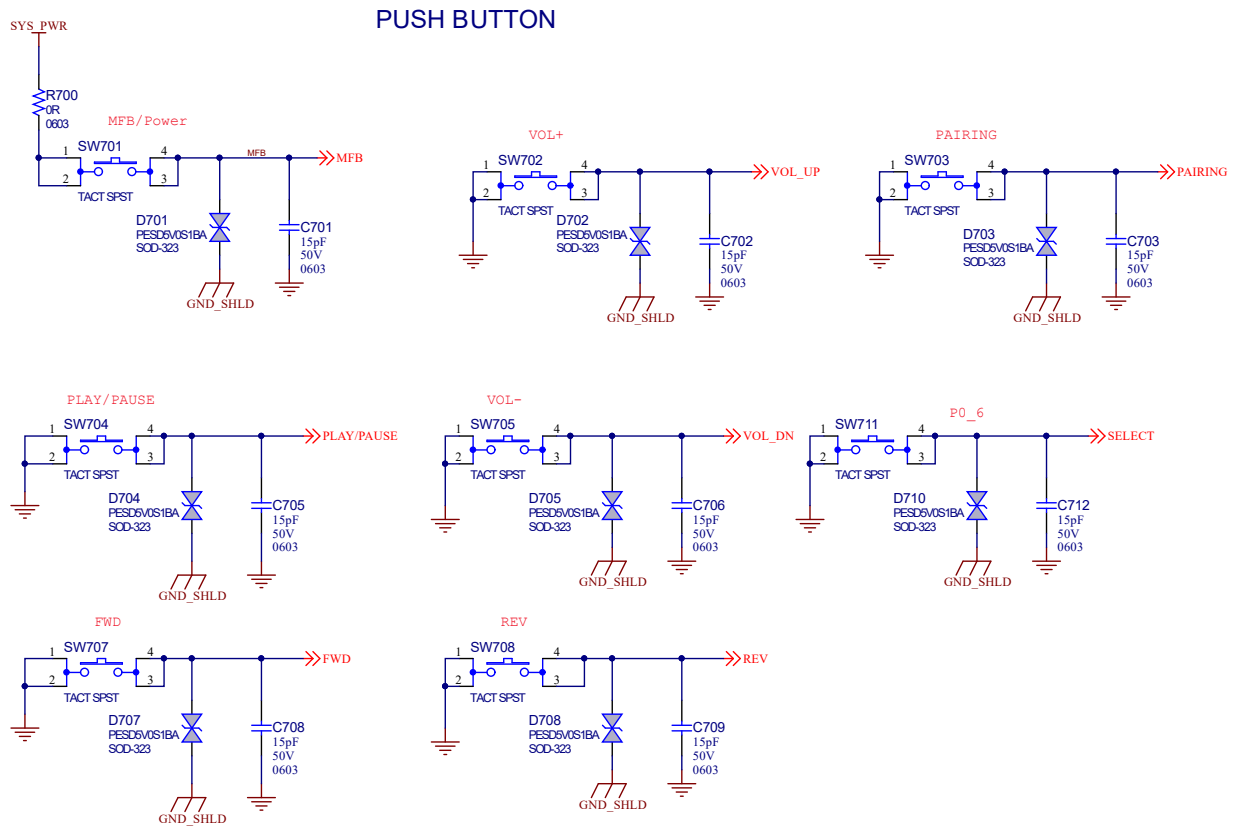 PUSH BUTTON
SYS_PWR
R700
0R
0603
MFB/Power
SW701
1
2
4
3
TACT SPST
MFB
MFB
D701
PESD5V0S1BA
SOD-323
C701
15pF
50V
0603
GND_SHLD
VOL+
SW702
1
2
4
3
TACT SPST
VOL_UP
D702
PESD5V0S1BA
SOD-323
C702
15pF
50V
0603
GND_SHLD
PAIRING
SW703
1
2
4
3
TACT SPST
PAIRING
D703
PESD5V0S1BA
SOD-323
C703
15pF
50V
0603
GND_SHLD
PLAY/PAUSE
SW704
1
2
4
3
TACT SPST
PLAY/PAUSE
D704
PESD5V0S1BA
SOD-323
C705
15pF
50V
0603
GND_SHLD
VOL-
SW705
1
2
4
3
TACT SPST
VOL_DN
D705
PESD5V0S1BA
SOD-323
C706
15pF
50V
0603
GND_SHLD
P0_6
SW711
1
2
4
3
TACT SPST
SELECT
D710
PESD5V0S1BA
SOD-323
C712
15pF
50V
0603
GND_SHLD
FWD
SW707
1
2
4
3
TACT SPST
FWD
D707
PESD5V0S1BA
SOD-323
C708
15pF
50V
0603
GND_SHLD
REV
SW708
1
2
4
3
TACT SPST
REV
D708
PESD5V0S1BA
SOD-323
C709
15pF
50V
0603
GND_SHLD